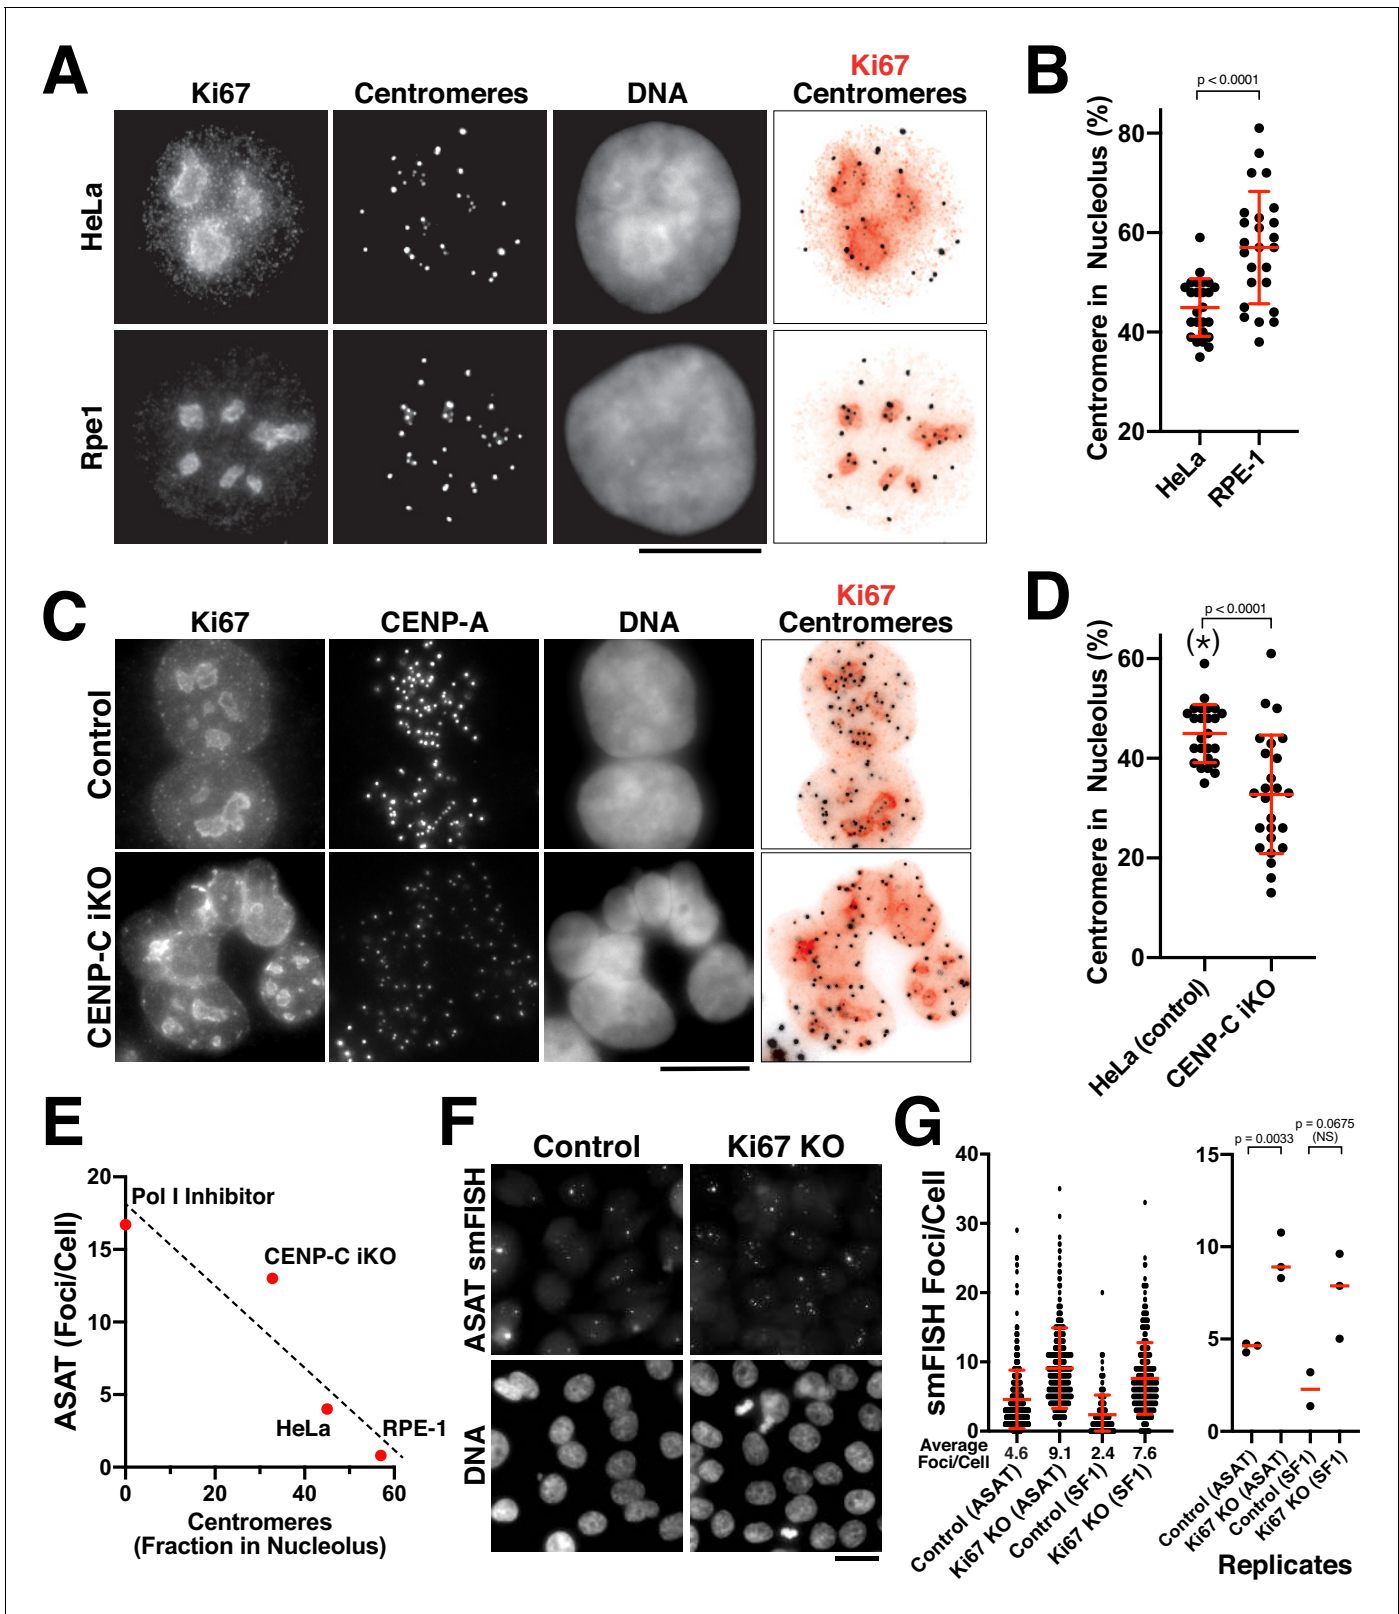 A
Ki67
Centromeres
DNA
Ki67
Centromeres
HeLa
Rpe1
B
p < 0.0001
Centromere in Nucleolus (%)
80
60
40
20
HeLa
RPE-1
C
Ki67
CENP-A
DNA
Ki67
Centromeres
Control
CENP-C iKO
D
p < 0.0001
(*)
Centromere in Nucleolus (%)
60
40
20
0
HeLa (control)
CENP-C iKO
E
ASAT (Foci/Cell)
20
15
10
5
0
Pol I Inhibitor
CENP-C iKO
HeLa
RPE-1
0
20
40
60
Centromeres
(Fraction in Nucleolus)
F
Control
Ki67 KO
ASAT smFISH
DNA
G
smFISH Foci/Cell
40
30
20
10
0
Average
Foci/Cell
4.6
9.1
2.4
7.6
Control (ASAT)
Ki67 KO (ASAT)
Control (SF1)
Ki67 KO (SF1)
p = 0.0033
p = 0.0675
(NS)
15
10
5
0
Control (ASAT)
Ki67 KO (ASAT)
Control (SF1)
Ki67 KO (SF1)
Replicates